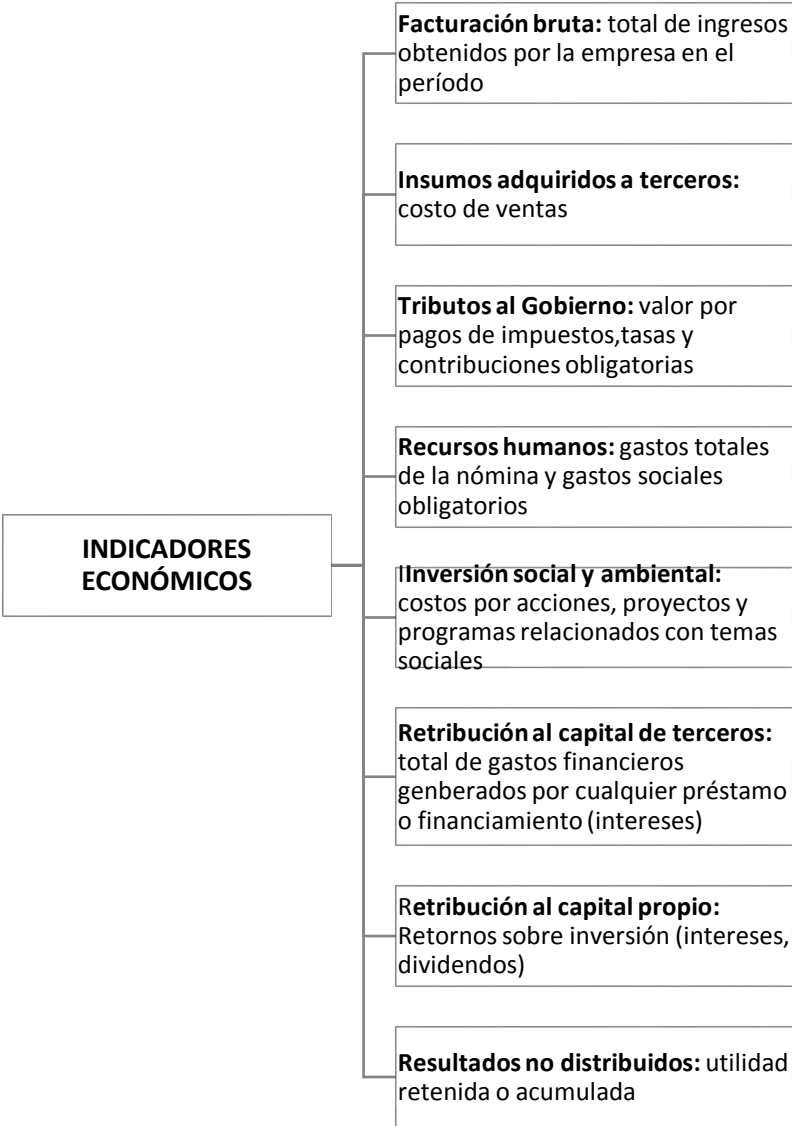 Facturación bruta: total de ingresos
obtenidos por la empresa en el
período
Insumos adquiridos a terceros:
costo de ventas
Tributos al Gobierno: valor por
pagos de impuestos,tasas y
contribuciones obligatorias
Recursos humanos: gastos totales
de la nómina y gastos sociales
obligatorios
INDICADORES
ECONÓMICOS
IInversión social y ambiental:
costos por acciones, proyectos y
programas relacionados con temas
sociales
Retribución al capital de terceros:
total de gastos financieros
genberados por cualquier préstamo
o financiamiento (intereses)
Retribución al capital propio:
Retornos sobre inversión (intereses,
dividendos)
Resultados no distribuidos: utilidad
retenida o acumulada